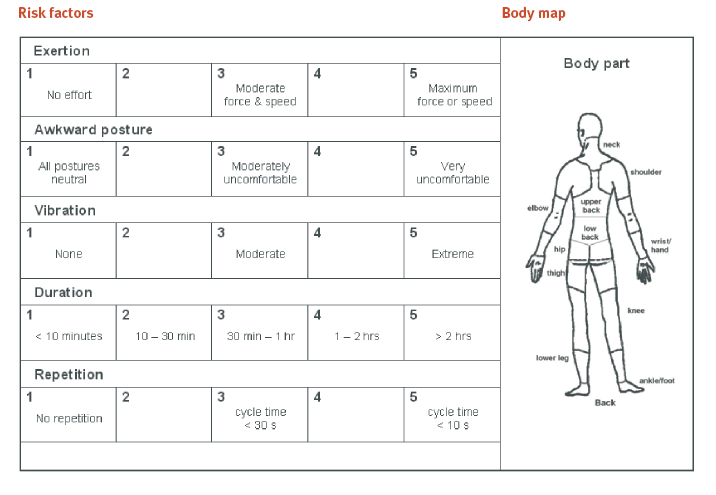 Risk factors
Body map
Exertion
1
No effort
2
3
Moderate
force & speed
4
5
Maximum
force or speed
Awkward posture
1
All postures
neutral
2
3
Moderately
uncomfortable
4
5
Very
uncomfortable
Vibration
1
None
2
3
Moderate
4
5
Extreme
Duration
1
< 10 minutes
2
10 – 30 min
3
30 min – 1 hr
4
1 – 2 hrs
5
> 2 hrs
Repetition
1
No repetition
2
3
cycle time
< 30 s
4
5
cycle time
< 10 s
Body part
neck
shoulder
elbow
upper
back
low
back
hip
wrist/
hand
thigh
knee
lower leg
ankle/foot
Back